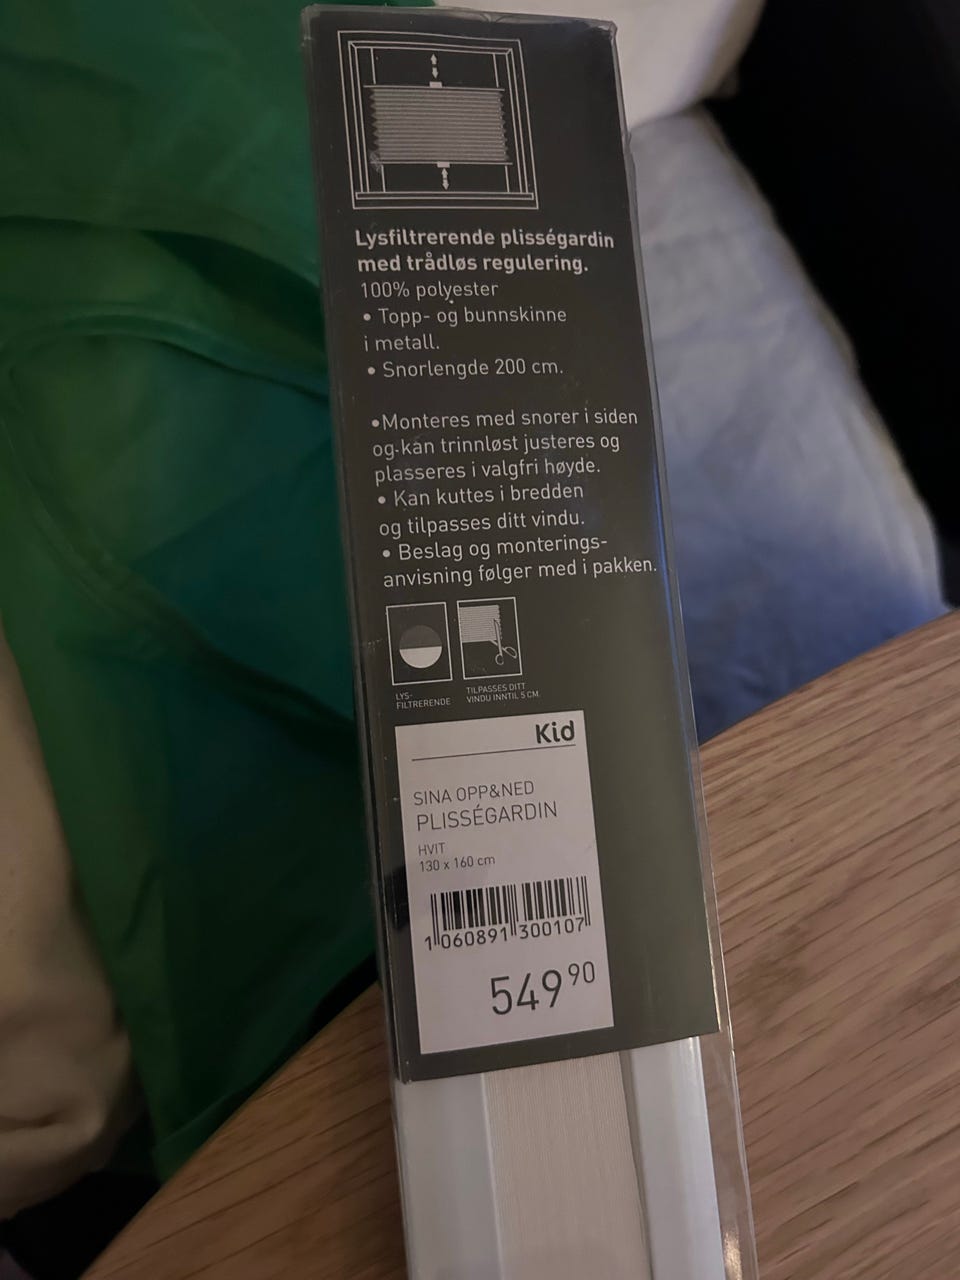 Lysfiltrerende plisségardin
med trådløs regulering.
100% polyester
• Topp- og bunnskinne
i metall.
• Snorlengde 200 cm.
•Monteres med snorer i siden
og kan trinnløst justeres og
plasseres i valgfri høyde.
• Kan kuttes i bredden
og tilpasses ditt vindu.
• Beslag og monterings-
anvisning følger med i pakken.
LYS-
FILTRERENDE
TILPASSES DITT
VINDU INNTIL 5 CM.
Kid
SINA OPP&NED
PLISSÉGARDIN
HVIT
130 x 160 cm
1 060891 300107
549 90